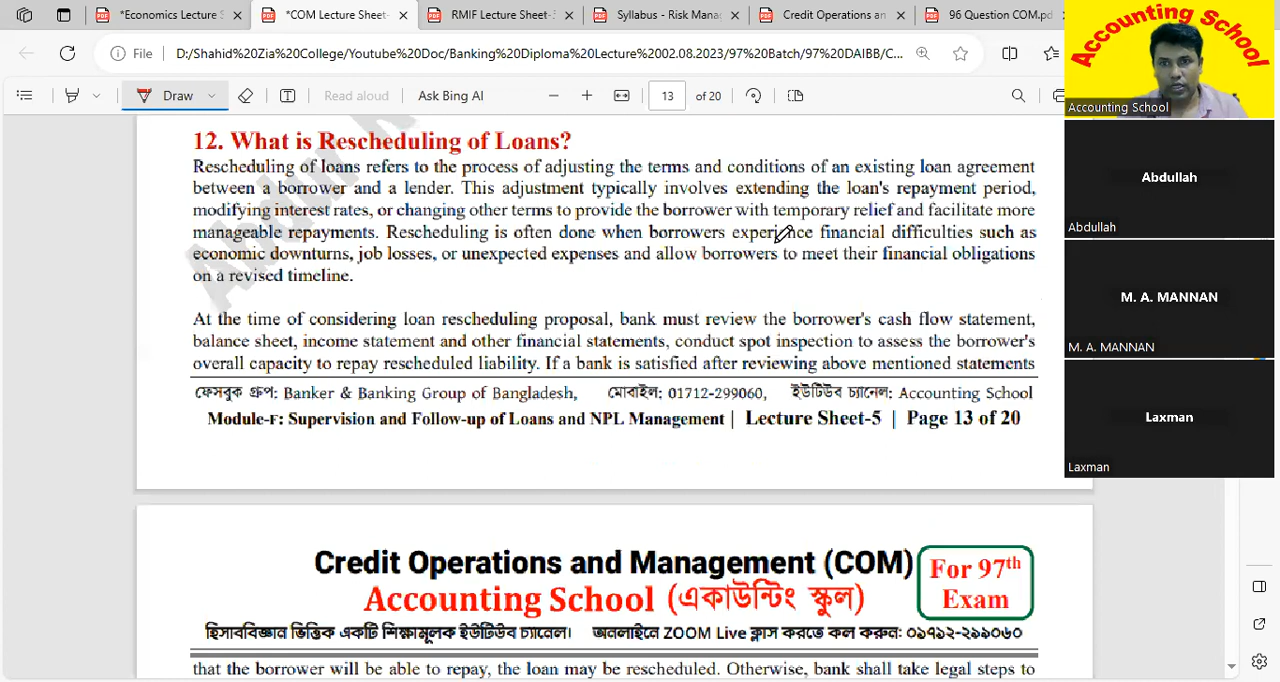 *Economics Lecture S
*COM Lecture Sheet-
RMIF Lecture Sheet-
Syllabus - Risk Mana
Credit Operations an
96 Question COM.pd
File
D:/Shahid%20Zia%20College/Youtube%20Doc/Banking%20Diploma%20Lecture%2002.08.2023/97%20Batch/97%20DAIBB/C...
Draw
Read aloud
Ask Bing AI
13
of 20
Accounting School
Accounting School
Abdullah
Abdullah
M. A. MANNAN
M. A. MANNAN
Laxman
Laxman
12. What is Rescheduling of Loans?
Rescheduling of loans refers to the process of adjusting the terms and conditions of an existing loan agreement
between a borrower and a lender. This adjustment typically involves extending the loan's repayment period,
modifying interest rates, or changing other terms to provide the borrower with temporary relief and facilitate more
manageable repayments. Rescheduling is often done when borrowers experience financial difficulties such as
economic downturns, job losses, or unexpected expenses and allow borrowers to meet their financial obligations
on a revised timeline.
At the time of considering loan rescheduling proposal, bank must review the borrower's cash flow statement,
balance sheet, income statement and other financial statements, conduct spot inspection to assess the borrower's
overall capacity to repay rescheduled liability. If a bank is satisfied after reviewing above mentioned statements
ফেসবুক গ্রুপ: Banker & Banking Group of Bangladesh, মোবাইল: 01712-299060, ইউটিউব চ্যানেল: Accounting School
Module-F: Supervision and Follow-up of Loans and NPL Management | Lecture Sheet-5 | Page 13 of 20
Credit Operations and Management (COM)
For 97th
Exam
Accounting School (একাউন্টিং স্কুল)
হিসাববিজ্ঞান ভিত্তিক একটি শিক্ষামূলক ইউটিউব চ্যানেল। অনলাইনে ZOOM Live ক্লাস করতে কল করুন: ০১৭১২-২৯৯০৬০
that the borrower will be able to repay, the loan may be rescheduled. Otherwise, bank shall take legal steps to